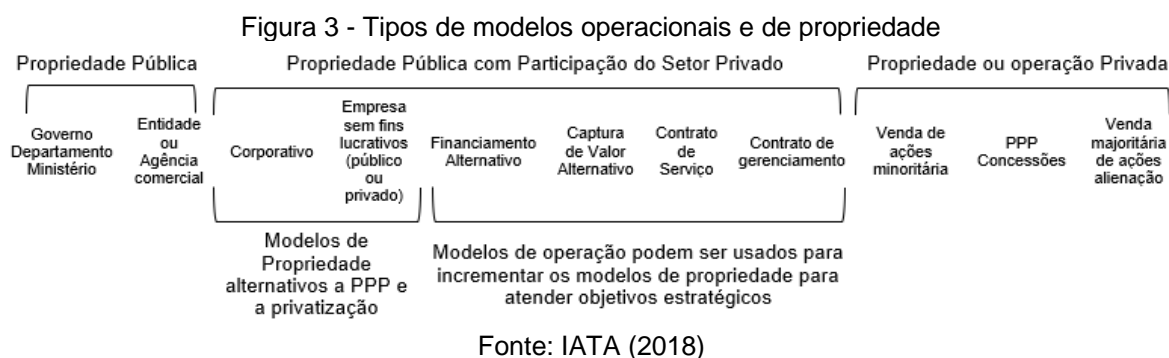 Figura 3 - Tipos de modelos operacionais e de propriedade
Propriedade Pública
Propriedade Pública com Participação do Setor Privado
Propriedade ou operação Privada
Governo
Departamento
Ministério
Entidade
ou
Agência
comercial
Corporativo
Empresa
sem fins
lucrativos
(público
ou
privado)
Financiamento
Alternativo
Captura
de Valor
Alternativo
Contrato
de
Serviço
Contrato de
gerenciamento
Venda de
ações
minoritária
PPP
Concessões
Venda
majoritária
de ações
alienação
Modelos de
Propriedade
alternativos a PPP e
a privatização
Modelos de operação podem ser usados para
incrementar os modelos de propriedade para
atender objetivos estratégicos
Fonte: IATA (2018)